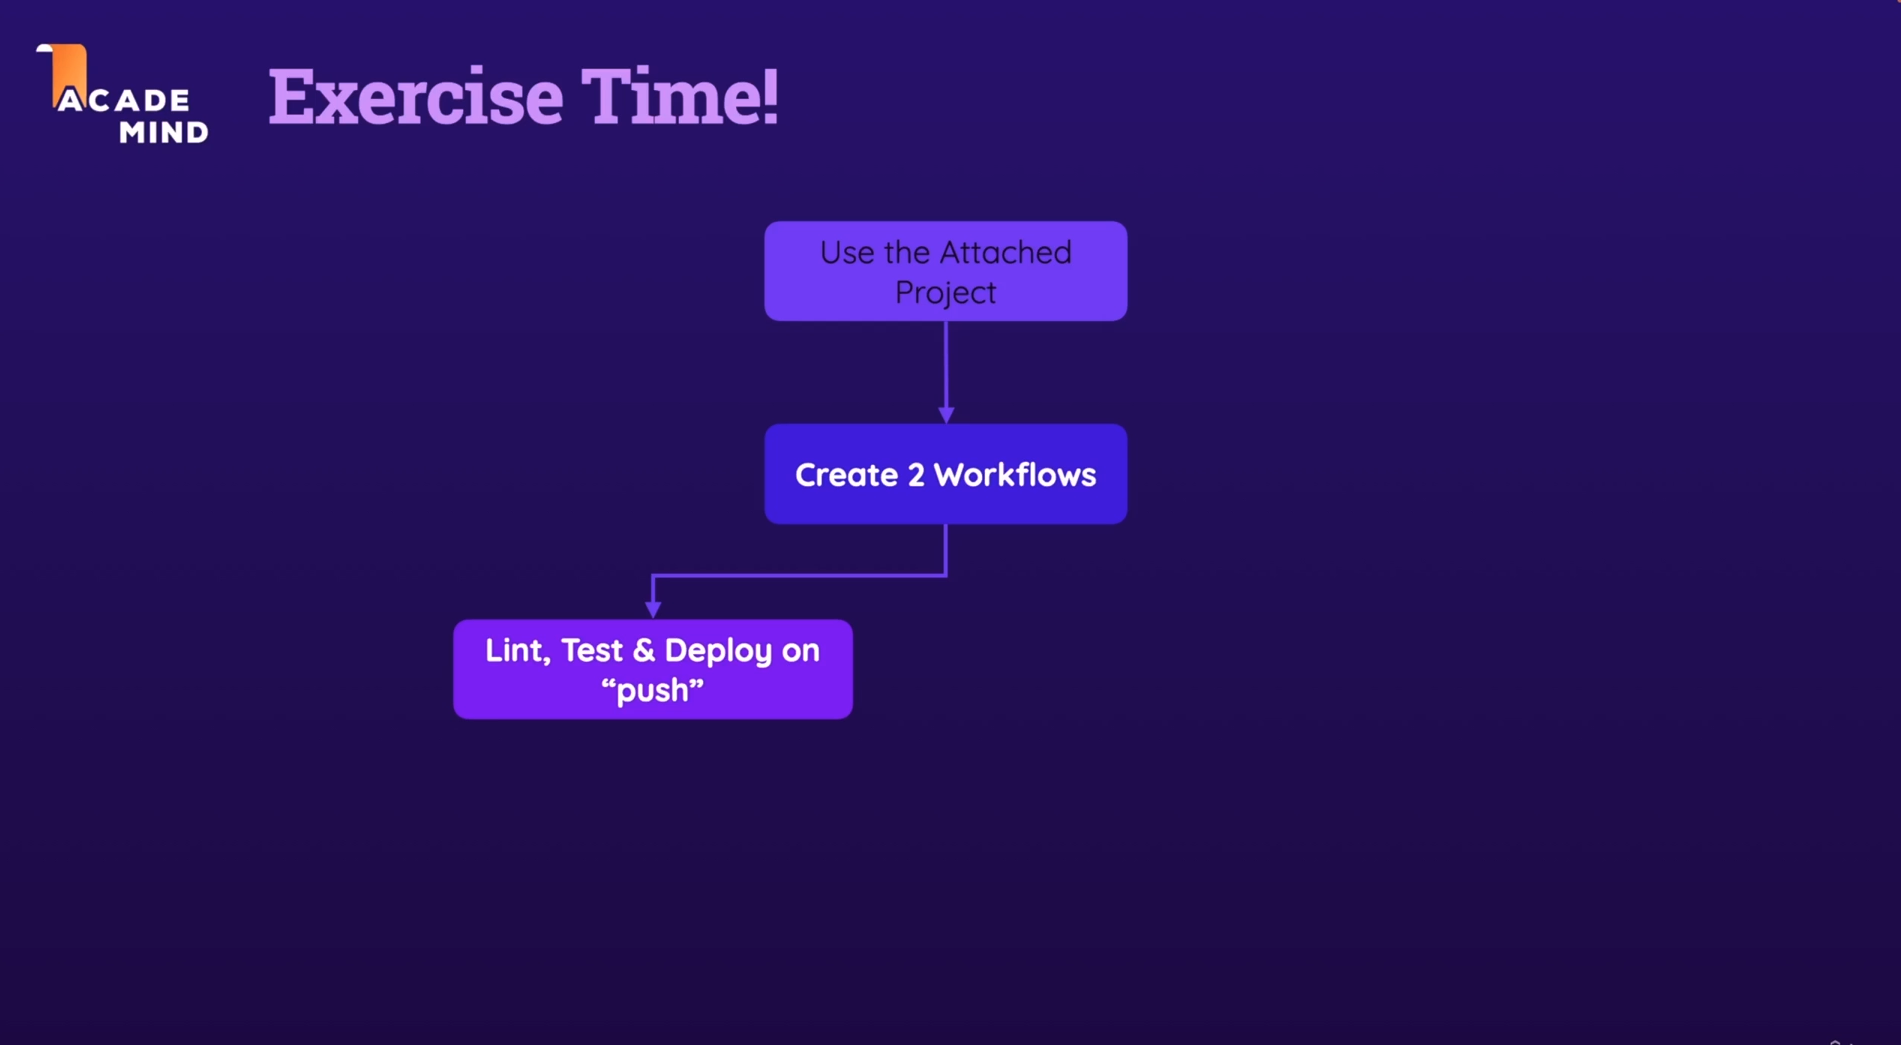 ACADE
MIND
Exercise Time!
Use the Attached
Project
Create 2 Workflows
Lint, Test & Deploy on
“push”